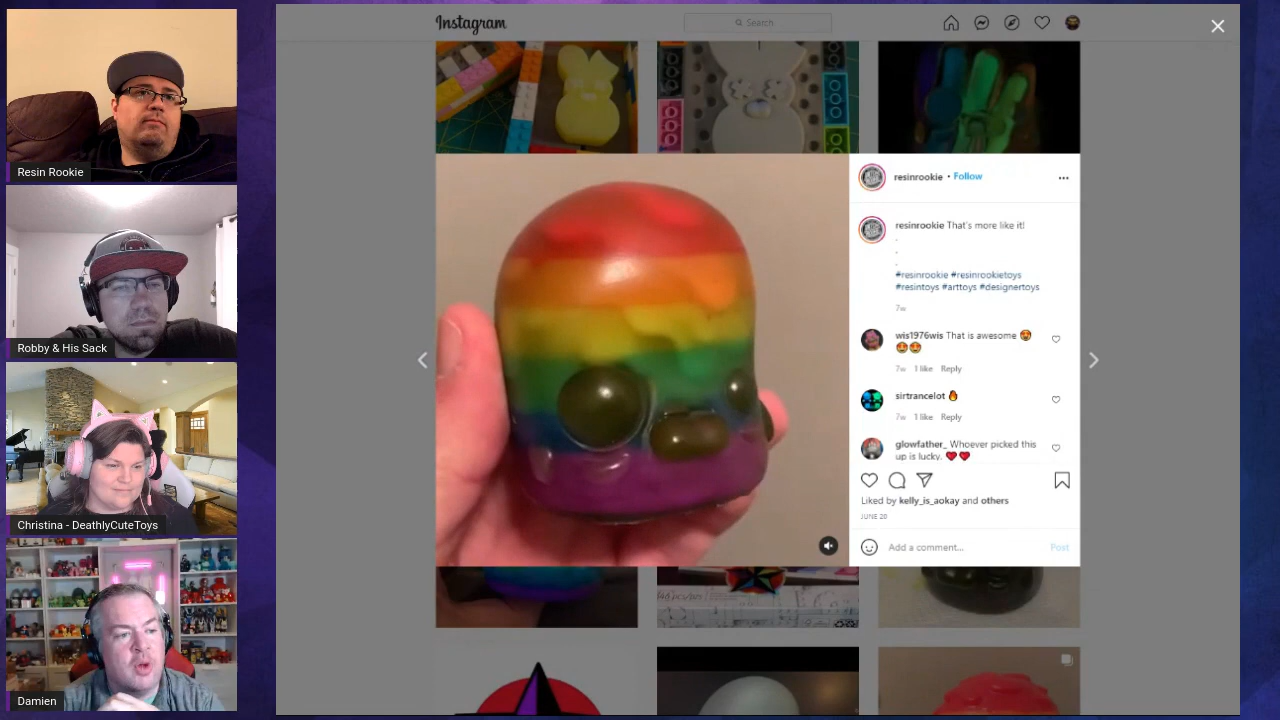 Resin Rookie
Robby & His Sack
Christina - DeathlyCuteToys
Damien
Instagram
Search
resinrookie • Follow
resinrookie That's more like it!
.
.
.
#resinrookie #resinrookietoys
#resintoys #arttoys #designertoys
7w
wis1976wis That is awesome 😍
😍😍
7w 1 like Reply
sirtrancelot 🔥
7w 1 like Reply
glowfather_ Whoever picked this
up is lucky. ❤️❤️
Liked by kelly_is_aokay and others
JUNE 20
Add a comment...
Post